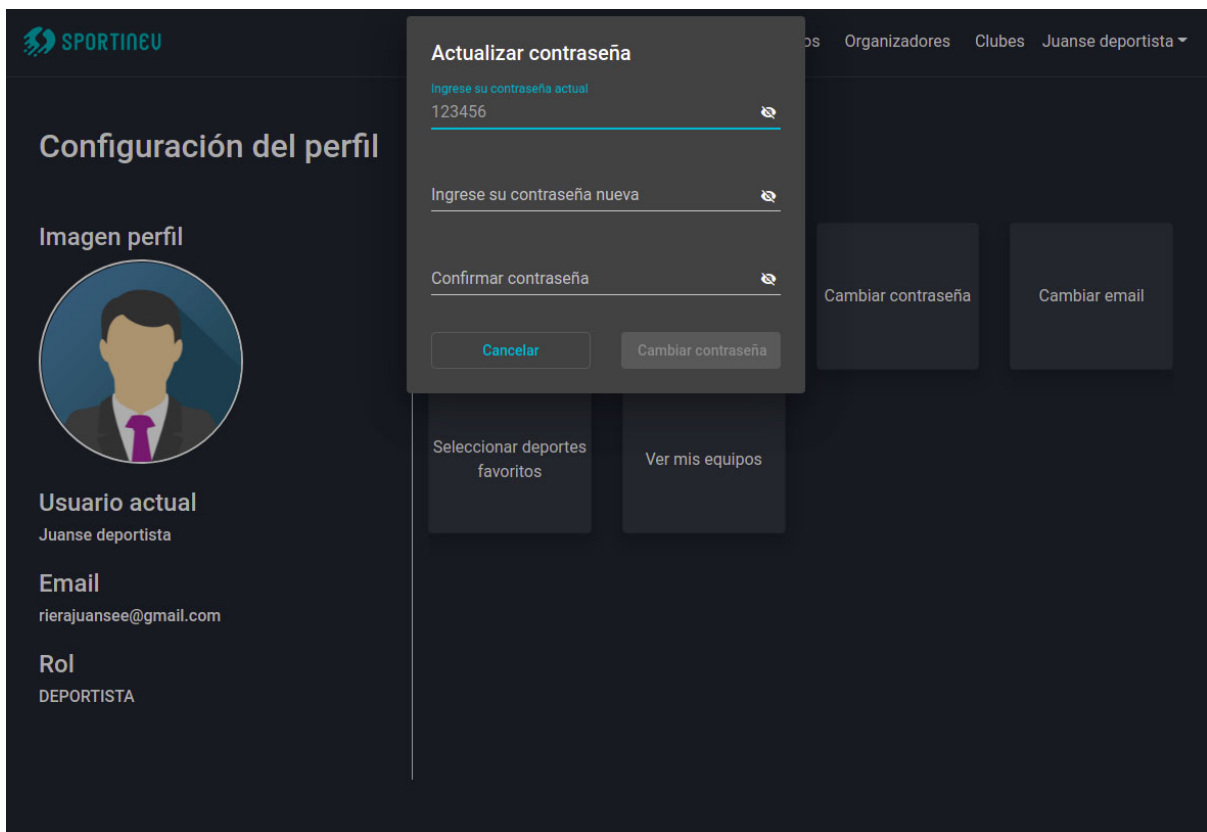 SPORTINEU
Organizadores
Clubes
Juanse deportista
Actualizar contraseña
Ingrese su contraseña actual
123456
Ingrese su contraseña nueva
Confirmar contraseña
Cancelar
Cambiar contraseña
Configuración del perfil
Imagen perfil
Usuario actual
Juanse deportista
Email
rierajuansee@gmail.com
Rol
DEPORTISTA
Cambiar contraseña
Cambiar email
Seleccionar deportes
favoritos
Ver mis equipos